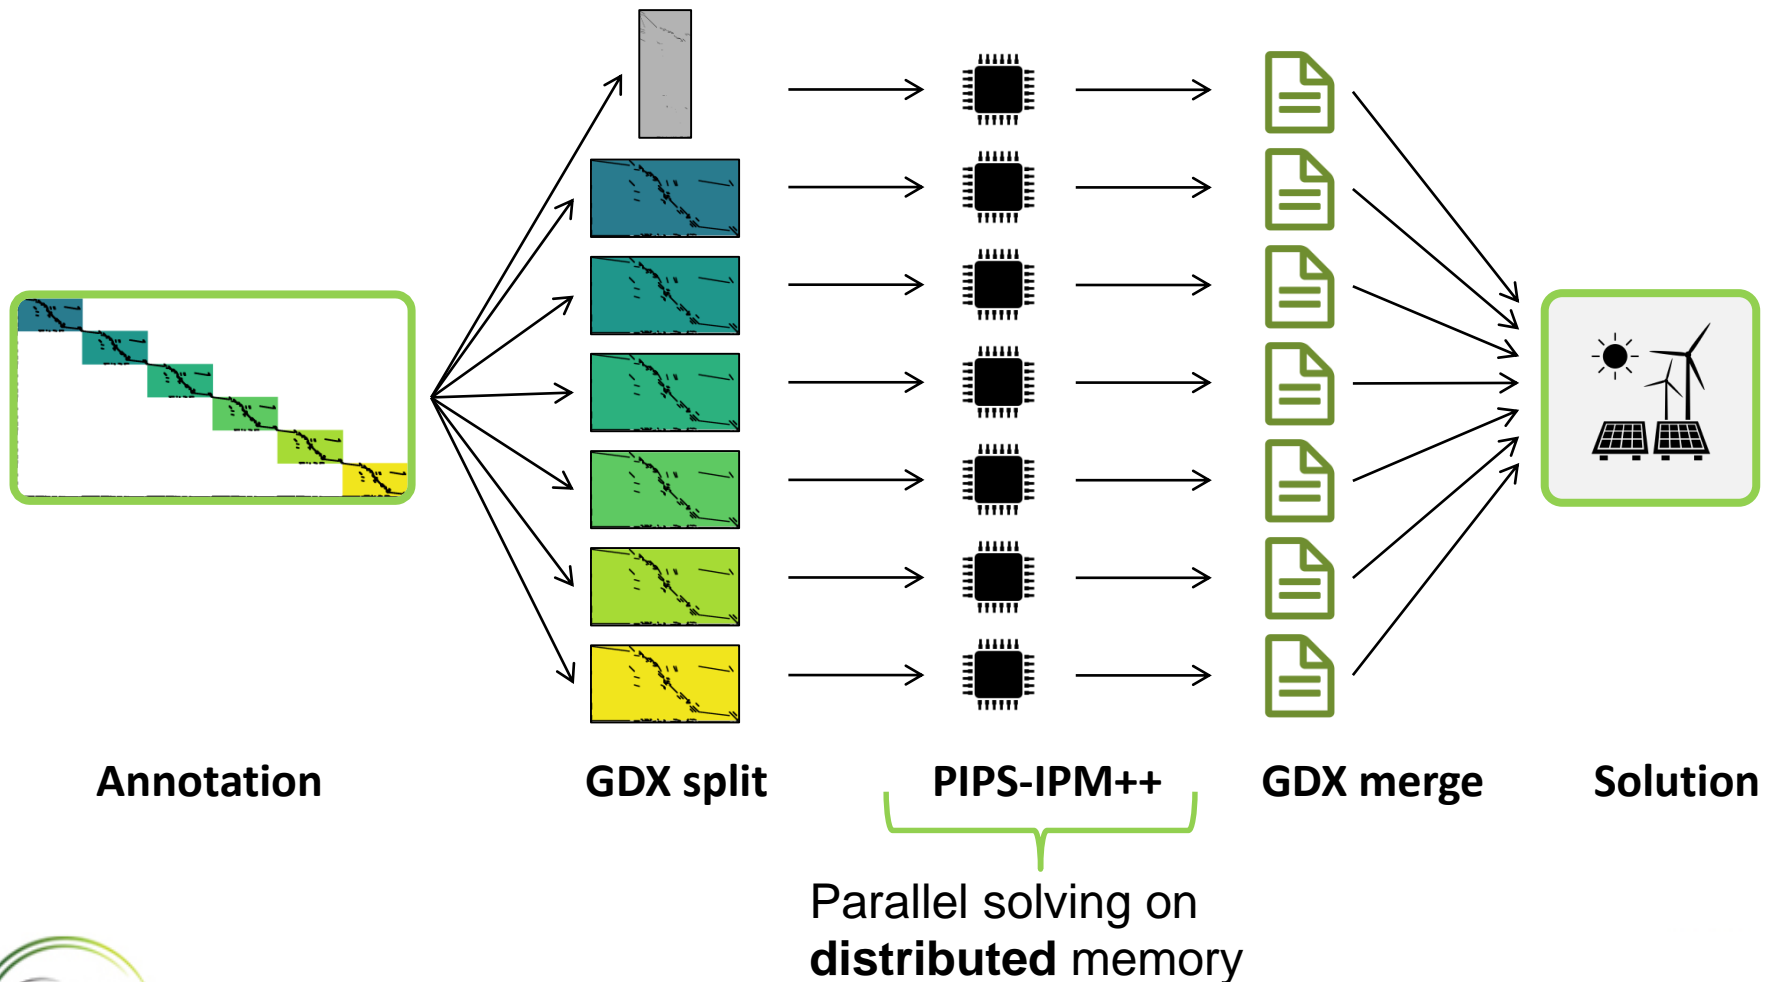 Annotation
GDX split
PIPS-IPM++
GDX merge
Solution
Parallel solving on
distributed memory